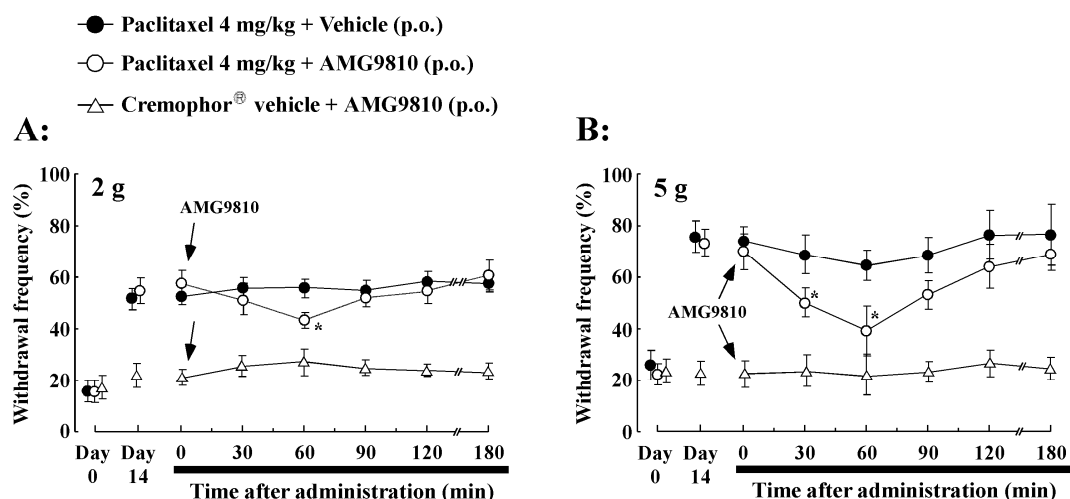 Paclitaxel 4 mg/kg + Vehicle (p.o.)
Paclitaxel 4 mg/kg + AMG9810 (p.o.)
Cremophor® vehicle + AMG9810 (p.o.)
A:
2 g
Withdrawal frequency (%)
100
80
60
40
20
0
AMG9810
*
Day 0
Day 14
0 30 60 90 120 180
Time after administration (min)
B:
5 g
Withdrawal frequency (%)
100
80
60
40
20
0
AMG9810
*
*
Day 0
Day 14
0 30 60 90 120 180
Time after administration (min)